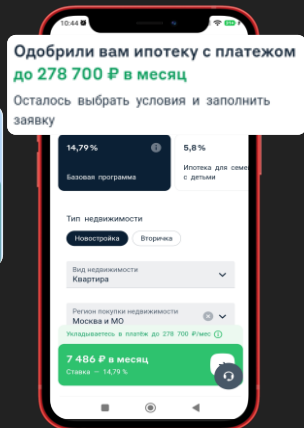 10:44
Одобрили вам ипотеку с платежом
до 278 700 ₽ в месяц
Осталось выбрать условия и заполнить
заявку
14,79 %
5,8 %
Базовая программа
Ипотека для семе
с детьми
Тип недвижимости
Новостройка
Вторичка
Вид недвижимости
Квартира
Регион покупки недвижимости
Москва и МО
Укладываетесь в платёж до 278 700 ₽/мес
7 486 ₽ в месяц
Ставка — 14,79 %